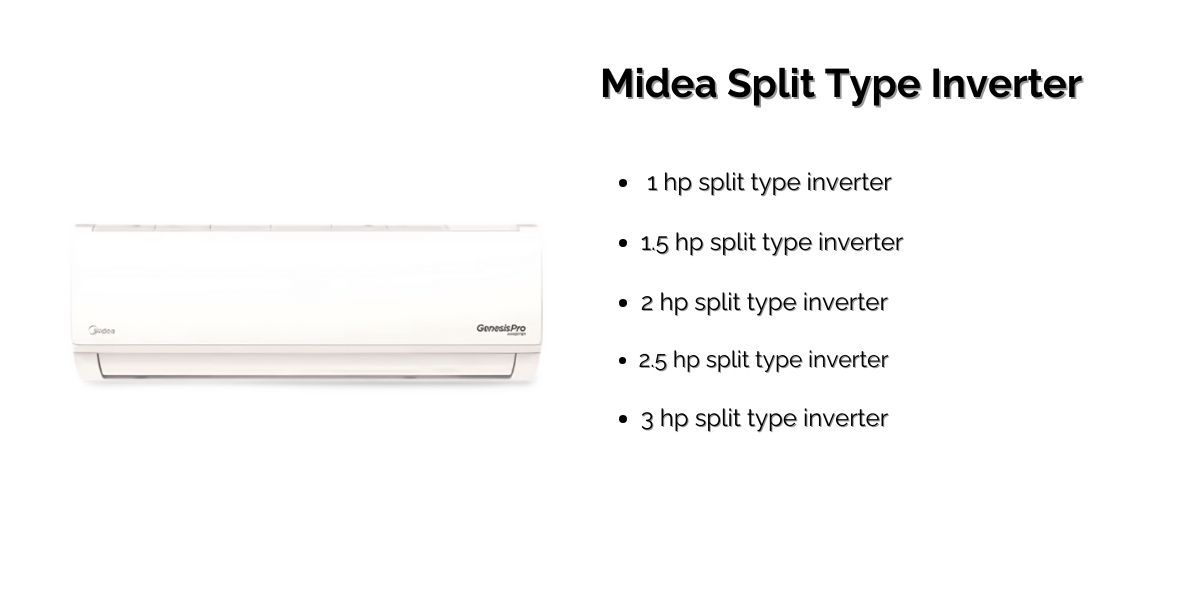 Midea Split Type Inverter
1 hp split type inverter
1.5 hp split type inverter
2 hp split type inverter
2.5 hp split type inverter
3 hp split type inverter
Midea
GenesisPro
INVERTER